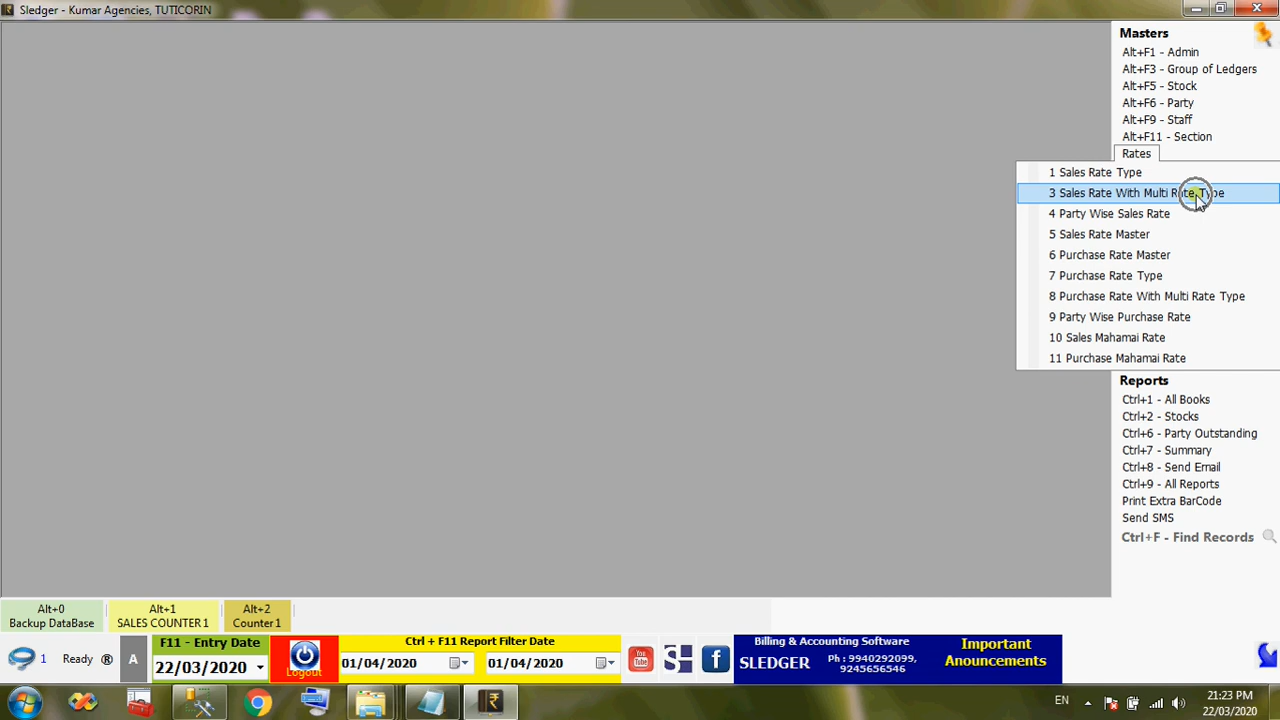 Sledger - Kumar Agencies, TUTICORIN
Masters
Alt+F1 - Admin
Alt+F3 - Group of Ledgers
Alt+F5 - Stock
Alt+F6 - Party
Alt+F9 - Staff
Alt+F11 - Section
Rates
1 Sales Rate Type
3 Sales Rate With Multi Rate Type
4 Party Wise Sales Rate
5 Sales Rate Master
6 Purchase Rate Master
7 Purchase Rate Type
8 Purchase Rate With Multi Rate Type
9 Party Wise Purchase Rate
10 Sales Mahamai Rate
11 Purchase Mahamai Rate
Reports
Ctrl+1 - All Books
Ctrl+2 - Stocks
Ctrl+6 - Party Outstanding
Ctrl+7 - Summary
Ctrl+8 - Send Email
Ctrl+9 - All Reports
Print Extra BarCode
Send SMS
Ctrl+F - Find Records
Alt+0
Backup DataBase
Alt+1
SALES COUNTER 1
Alt+2
Counter 1
1
Ready ®
A
F11 - Entry Date
22/03/2020
Logout
Ctrl + F11 Report Filter Date
01/04/2020
01/04/2020
You Tube
Billing & Accounting Software
SLEDGER
Ph : 9940292099,
9245656546
Important
Anouncements
EN
21:23 PM
22/03/2020